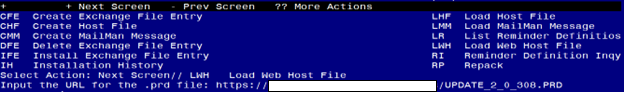 + + Next Screen - Prev Screen ?? More Actions
CFE Create Exchange File Entry LHF Load Host File
CHF Create Host File LMM Load MailMan Message
CMM Create MailMan Message LR List Reminder Definitios
DFE Delete Exchange File Entry LWH Load Web Host File
IFE Install Exchange File Entry RI Reminder Definition Inqy
IH Installation History RP Repack
Select Action: Next Screen// LWH Load Web Host File
Input the URL for the .prd file: https:// /UPDATE_2_0_308.PRD